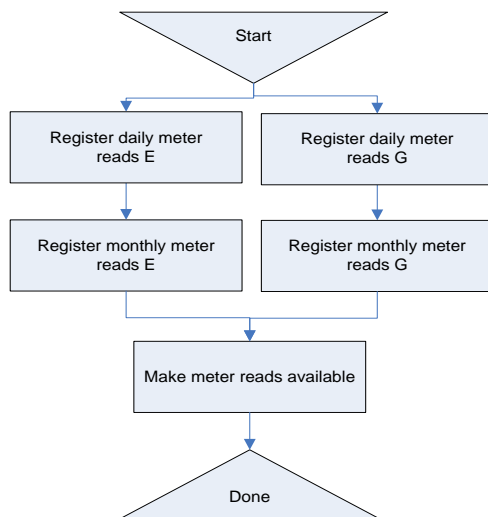 Start
Register daily meter
reads E
Register daily meter
reads G
Register monthly meter
reads E
Register monthly meter
reads G
Make meter reads available
Done